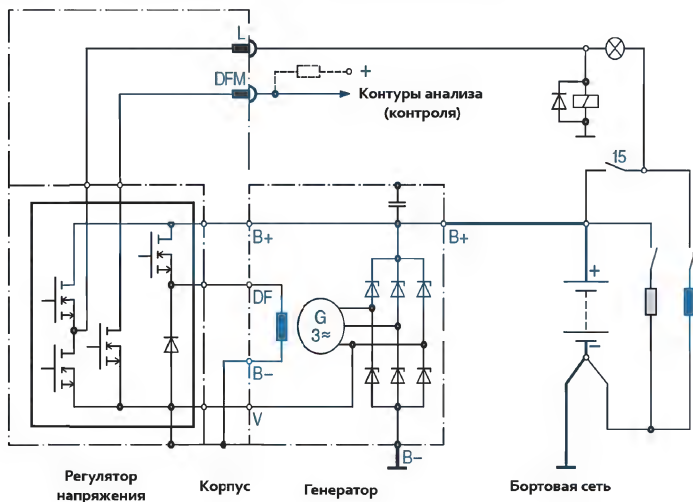 L
DFM
+
Контуры анализа
(контроля)
15
B+
B+
DF
G
3≈
+
−
B−
V
B−
Регулятор
напряжения
Корпус
Генератор
Бортовая сеть